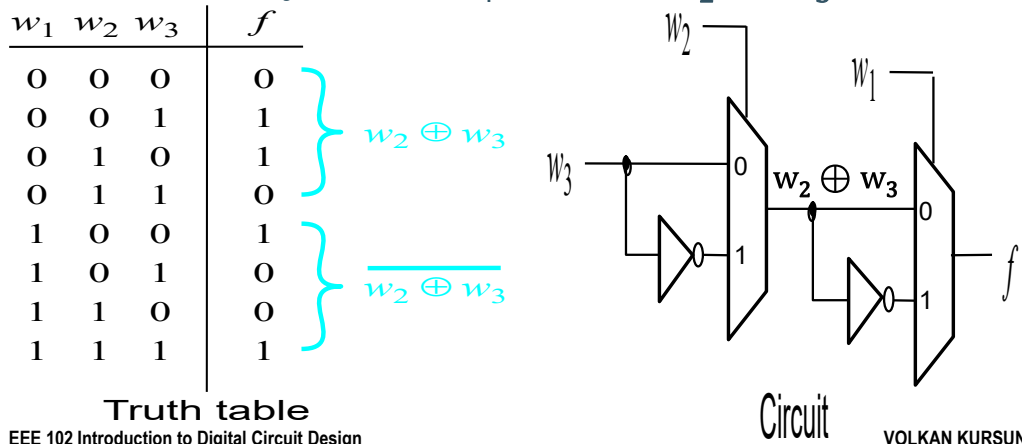 w₁ w₂ w₃ f
0 0 0 0
0 0 1 1
0 1 0 1
0 1 1 0
1 0 0 1
1 0 1 0
1 1 0 0
1 1 1 1
w₂ ⊕ w₃
w̅₂̅ ̅⊕̅ ̅w̅₃̅
Truth table
w₂
w₁
w₃
0
1
w₂ ⊕ w₃
0
1
f
Circuit
EEE 102 Introduction to Digital Circuit Design
VOLKAN KURSUN